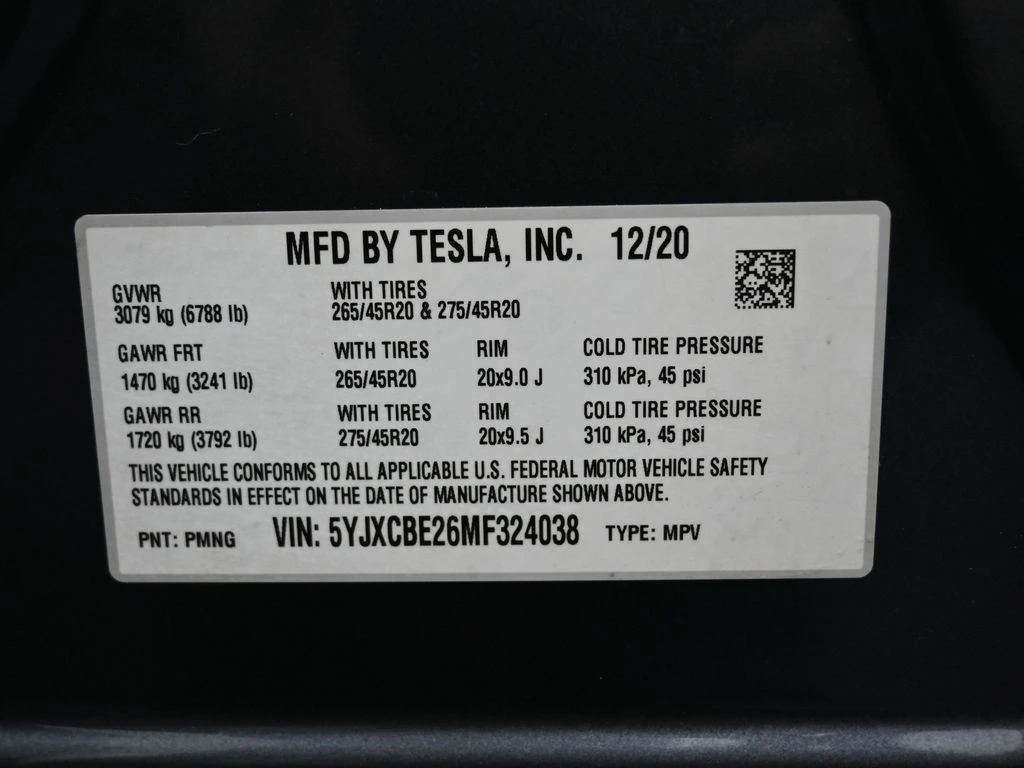 MFD BY TESLA, INC. 12/20
GVWR WITH TIRES
3079 kg (6788 lb) 265/45R20 & 275/45R20
GAWR FRT WITH TIRES RIM COLD TIRE PRESSURE
1470 kg (3241 lb) 265/45R20 20x9.0 J 310 kPa, 45 psi
GAWR RR WITH TIRES RIM COLD TIRE PRESSURE
1720 kg (3792 lb) 275/45R20 20x9.5 J 310 kPa, 45 psi
THIS VEHICLE CONFORMS TO ALL APPLICABLE U.S. FEDERAL MOTOR VEHICLE SAFETY
STANDARDS IN EFFECT ON THE DATE OF MANUFACTURE SHOWN ABOVE.
PNT: PMNG VIN: 5YJXCBE26MF324038 TYPE: MPV